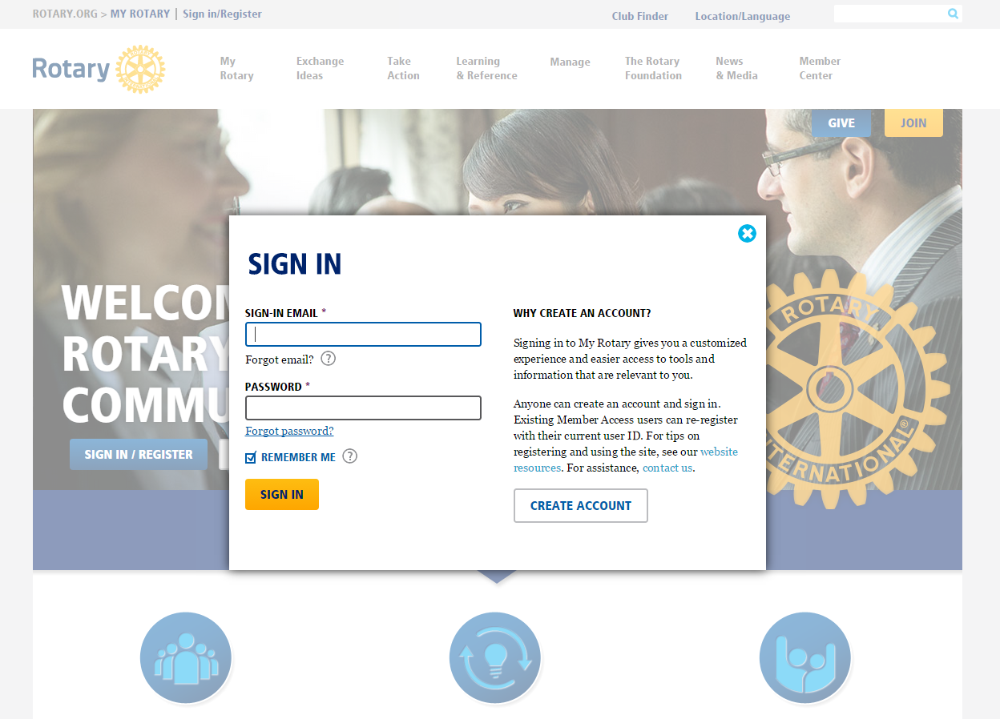 ROTARY.ORG > MY ROTARY | Sign in/Register
Club Finder
Location/Language
Rotary
ROTARY
INTERNATIONAL
My
Rotary
Exchange
Ideas
Take
Action
Learning
& Reference
Manage
The Rotary
Foundation
News
& Media
Member
Center
GIVE
JOIN
WELCOM
ROTARY
COMMU
SIGN IN / REGISTER
SIGN IN
SIGN-IN EMAIL *
Forgot email? ?
PASSWORD *
Forgot password?
REMEMBER ME ?
SIGN IN
WHY CREATE AN ACCOUNT?
Signing in to My Rotary gives you a customized
experience and easier access to tools and
information that are relevant to you.
Anyone can create an account and sign in.
Existing Member Access users can re-register
with their current user ID. For tips on
registering and using the site, see our website
resources. For assistance, contact us.
CREATE ACCOUNT
ROTARY
INTERNATIONAL®